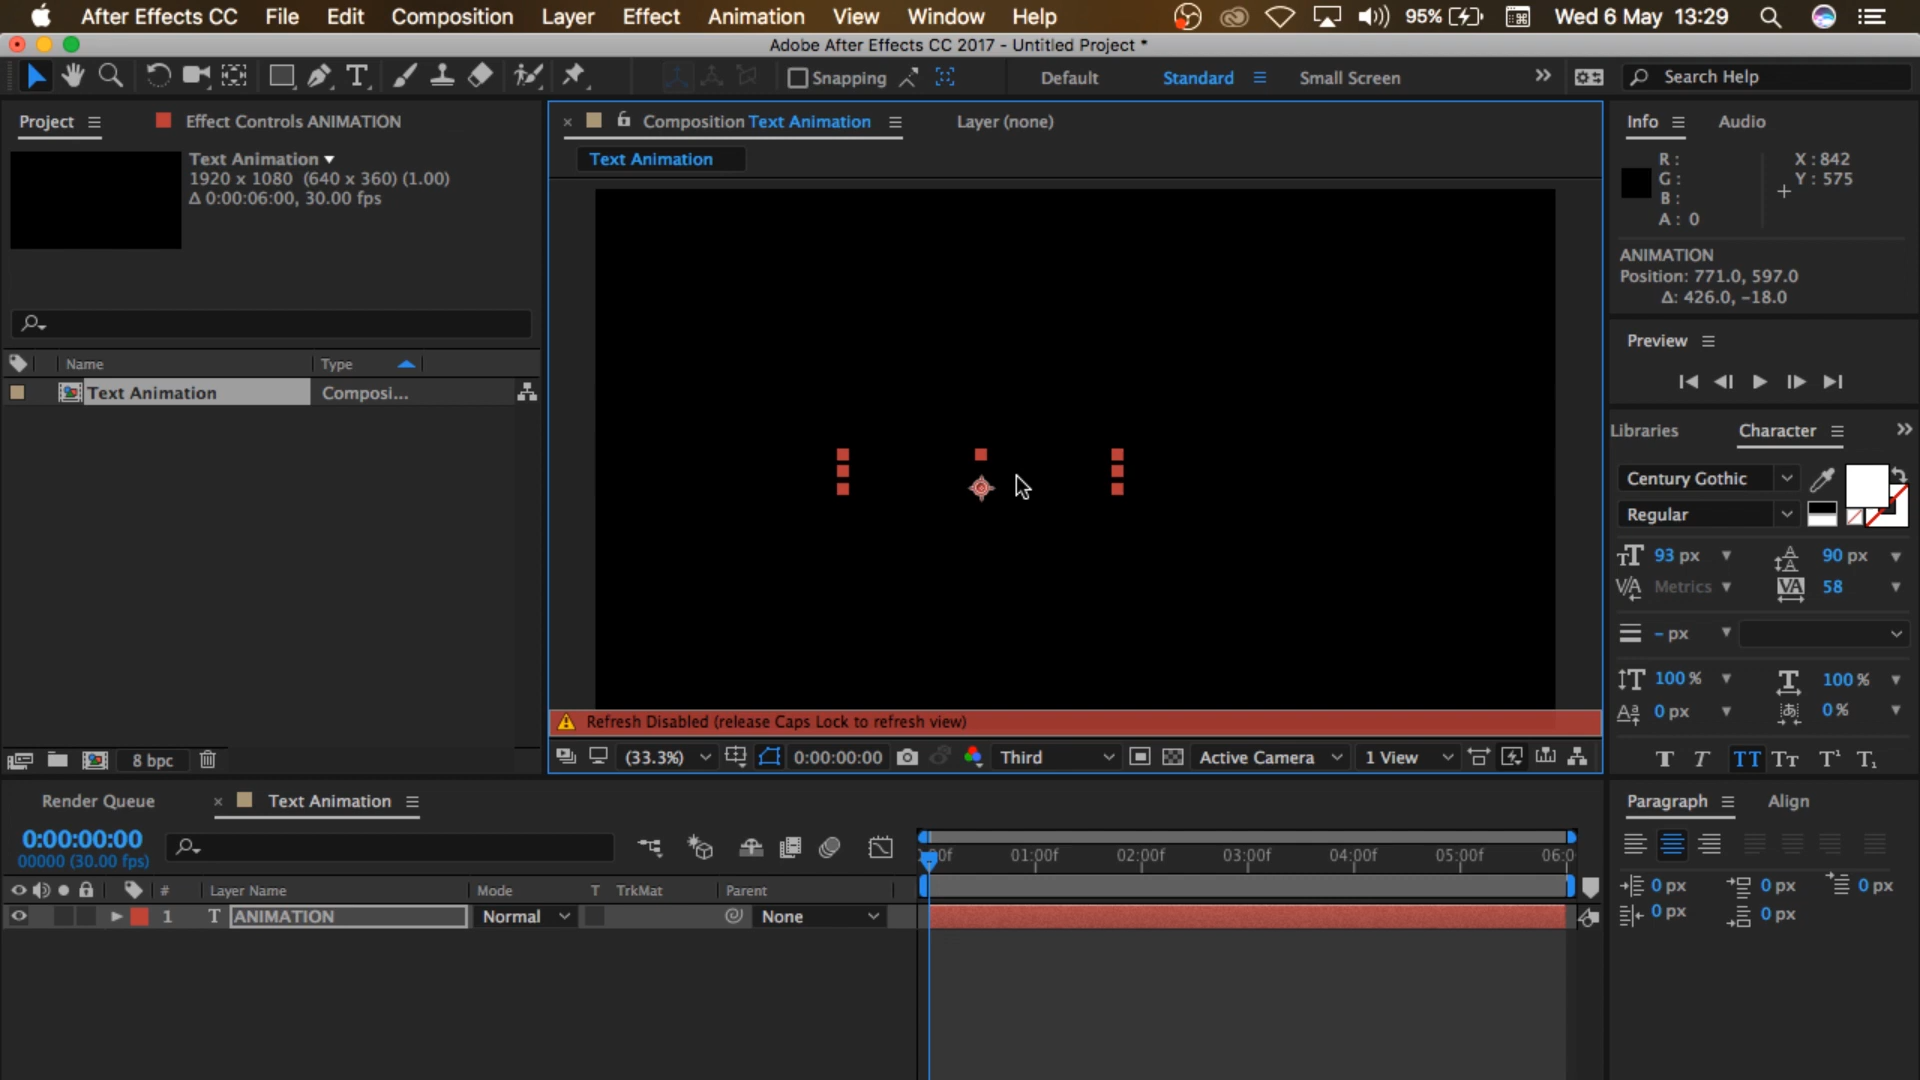 After Effects CC File Edit Composition Layer Effect Animation View Window Help 95% Wed 6 May 13:29
Adobe After Effects CC 2017 - Untitled Project *
Snapping Default Standard Small Screen Search Help
Project Effect Controls ANIMATION
Composition Text Animation Layer (none)
Info Audio
Text Animation
1920 x 1080 (640 x 360) (1.00)
Δ 0:00:06:00, 30.00 fps
Text Animation
R : X : 842
G : Y : 575
B :
A : 0
ANIMATION
Position: 771.0, 597.0
Δ: 426.0, -18.0
Preview
Name Type
Text Animation Composi...
Libraries Character
Century Gothic
Regular
93 px 90 px
Metrics 58
- px
100 % 100 %
0 px 0 %
T T TT Tt T¹ T₁
Refresh Disabled (release Caps Lock to refresh view)
8 bpc
(33.3%) 0:00:00:00 Third Active Camera 1 View
Render Queue Text Animation
Paragraph Align
0:00:00:00
00000 (30.00 fps)
:00f 01:00f 02:00f 03:00f 04:00f 05:00f 06:0
# Layer Name Mode T TrkMat Parent
1 T ANIMATION Normal None
0 px 0 px 0 px
0 px 0 px